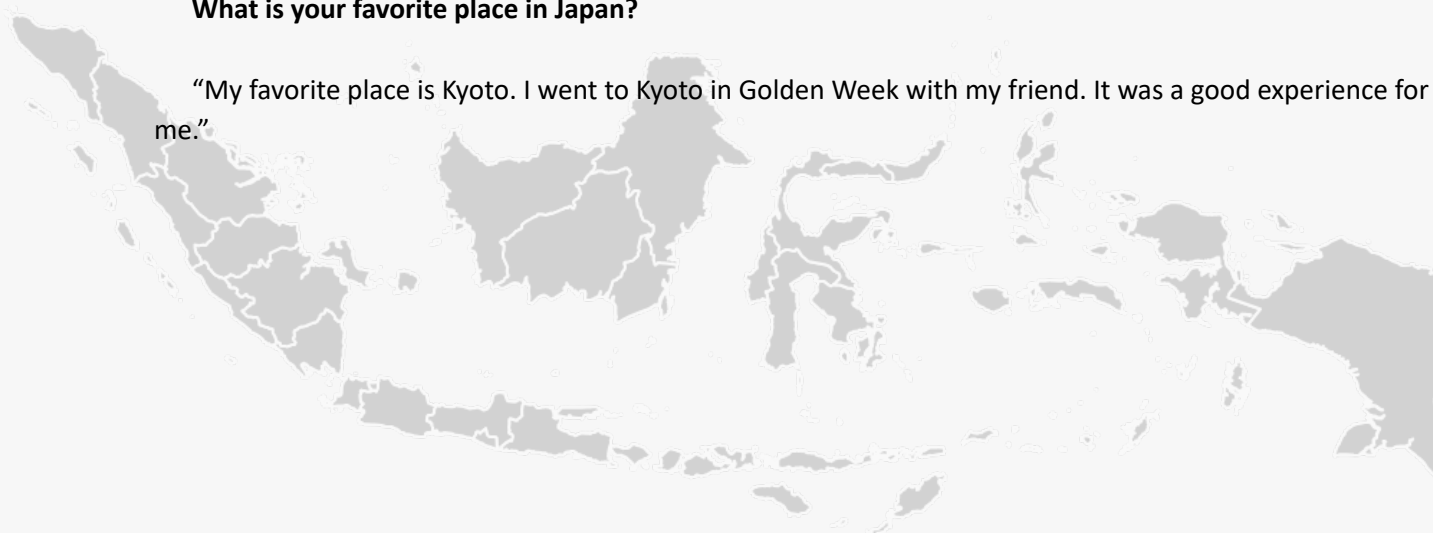 What is your favorite place in Japan?
“My favorite place is Kyoto. I went to Kyoto in Golden Week with my friend. It was a good experience for
me.”